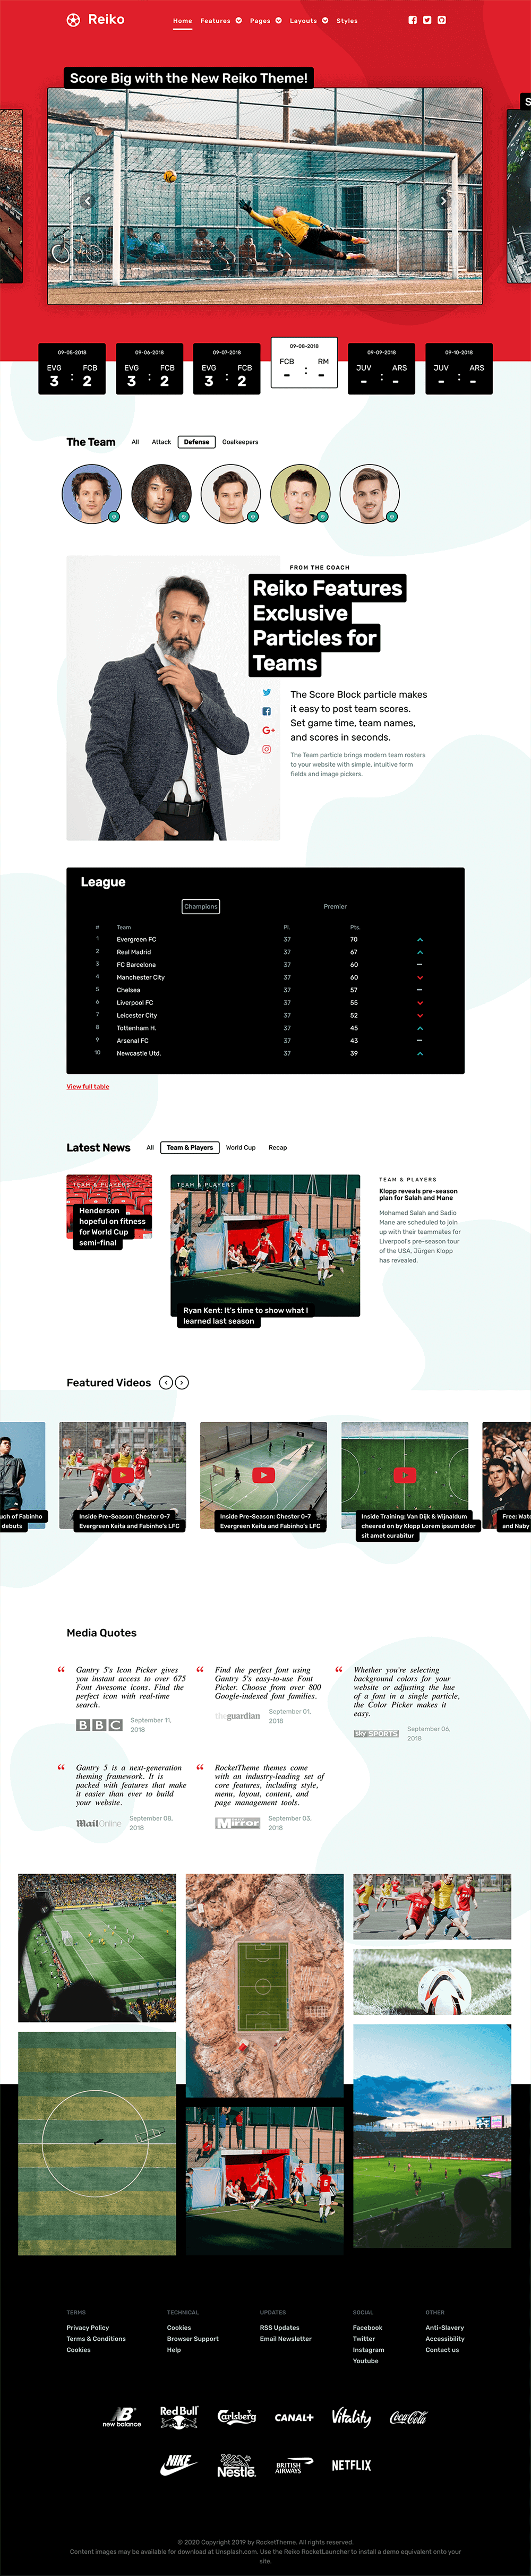 Reiko
Home Features Pages Layouts Styles
Score Big with the New Reiko Theme!
S
09-05-2018
EVG FCB
3 : 2
09-06-2018
EVG FCB
3 : 2
09-07-2018
EVG FCB
3 : 2
09-08-2018
FCB RM
- : -
09-09-2018
JUV ARS
- : -
09-10-2018
JUV ARS
- : -
The Team All Attack Defense Goalkeepers
FROM THE COACH
Reiko Features
Exclusive
Particles for
Teams
The Score Block particle makes
it easy to post team scores.
Set game time, team names,
and scores in seconds.
The Team particle brings modern team rosters
to your website with simple, intuitive form
fields and image pickers.
League
Champions Premier
# Team Pl. Pts.
1 Evergreen FC 37 70
2 Real Madrid 37 67
3 FC Barcelona 37 60
4 Manchester City 37 60
5 Chelsea 37 57
6 Liverpool FC 37 55
7 Leicester City 37 52
8 Tottenham H. 37 45
9 Arsenal FC 37 43
10 Newcastle Utd. 37 39
View full table
Latest News All Team & Players World Cup Recap
TEAM & PLAYERS
Henderson
hopeful on fitness
for World Cup
semi-final
TEAM & PLAYERS
Ryan Kent: It's time to show what I
learned last season
TEAM & PLAYERS
Klopp reveals pre-season
plan for Salah and Mane
Mohamed Salah and Sadio
Mane are scheduled to join
up with their teammates for
Liverpool's pre-season tour
of the USA, Jürgen Klopp
has revealed.
Featured Videos
uch of Fabinho
debuts
Inside Pre-Season: Chester 0-7
Evergreen Keita and Fabinho's LFC
Inside Pre-Season: Chester 0-7
Evergreen Keita and Fabinho's LFC
Inside Training: Van Dijk & Wijnaldum
cheered on by Klopp Lorem ipsum dolor
sit amet curabitur
Free: Wat
and Naby
Media Quotes
“ Gantry 5's Icon Picker gives
you instant access to over 675
Font Awesome icons. Find the
perfect icon with real-time
search.
BBC September 11,
2018
“ Find the perfect font using
Gantry 5's easy-to-use Font
Picker. Choose from over 800
Google-indexed font families.
theguardian September 01,
2018
“ Whether you're selecting
background colors for your
website or adjusting the hue
of a font in a single particle,
the Color Picker makes it
easy.
sky SPORTS September 06,
2018
“ Gantry 5 is a next-generation
theming framework. It is
packed with features that make
it easier than ever to build
your website.
MailOnline September 08,
2018
“ RocketTheme themes come
with an industry-leading set of
core features, including style,
menu, layout, content, and
page management tools.
Mirror September 03,
2018
TERMS
Privacy Policy
Terms & Conditions
Cookies
TECHNICAL
Cookies
Browser Support
Help
UPDATES
RSS Updates
Email Newsletter
SOCIAL
Facebook
Twitter
Instagram
Youtube
OTHER
Anti-Slavery
Accessibility
Contact us
new balance Red Bull Carlsberg CANAL+ Vitality Coca-Cola
NIKE Nestle BRITISH AIRWAYS NETFLIX
© 2020 Copyright 2019 by RocketTheme. All rights reserved.
Content images may be available for download at Unsplash.com. Use the Reiko RocketLauncher to install a demo equivalent onto your
site.